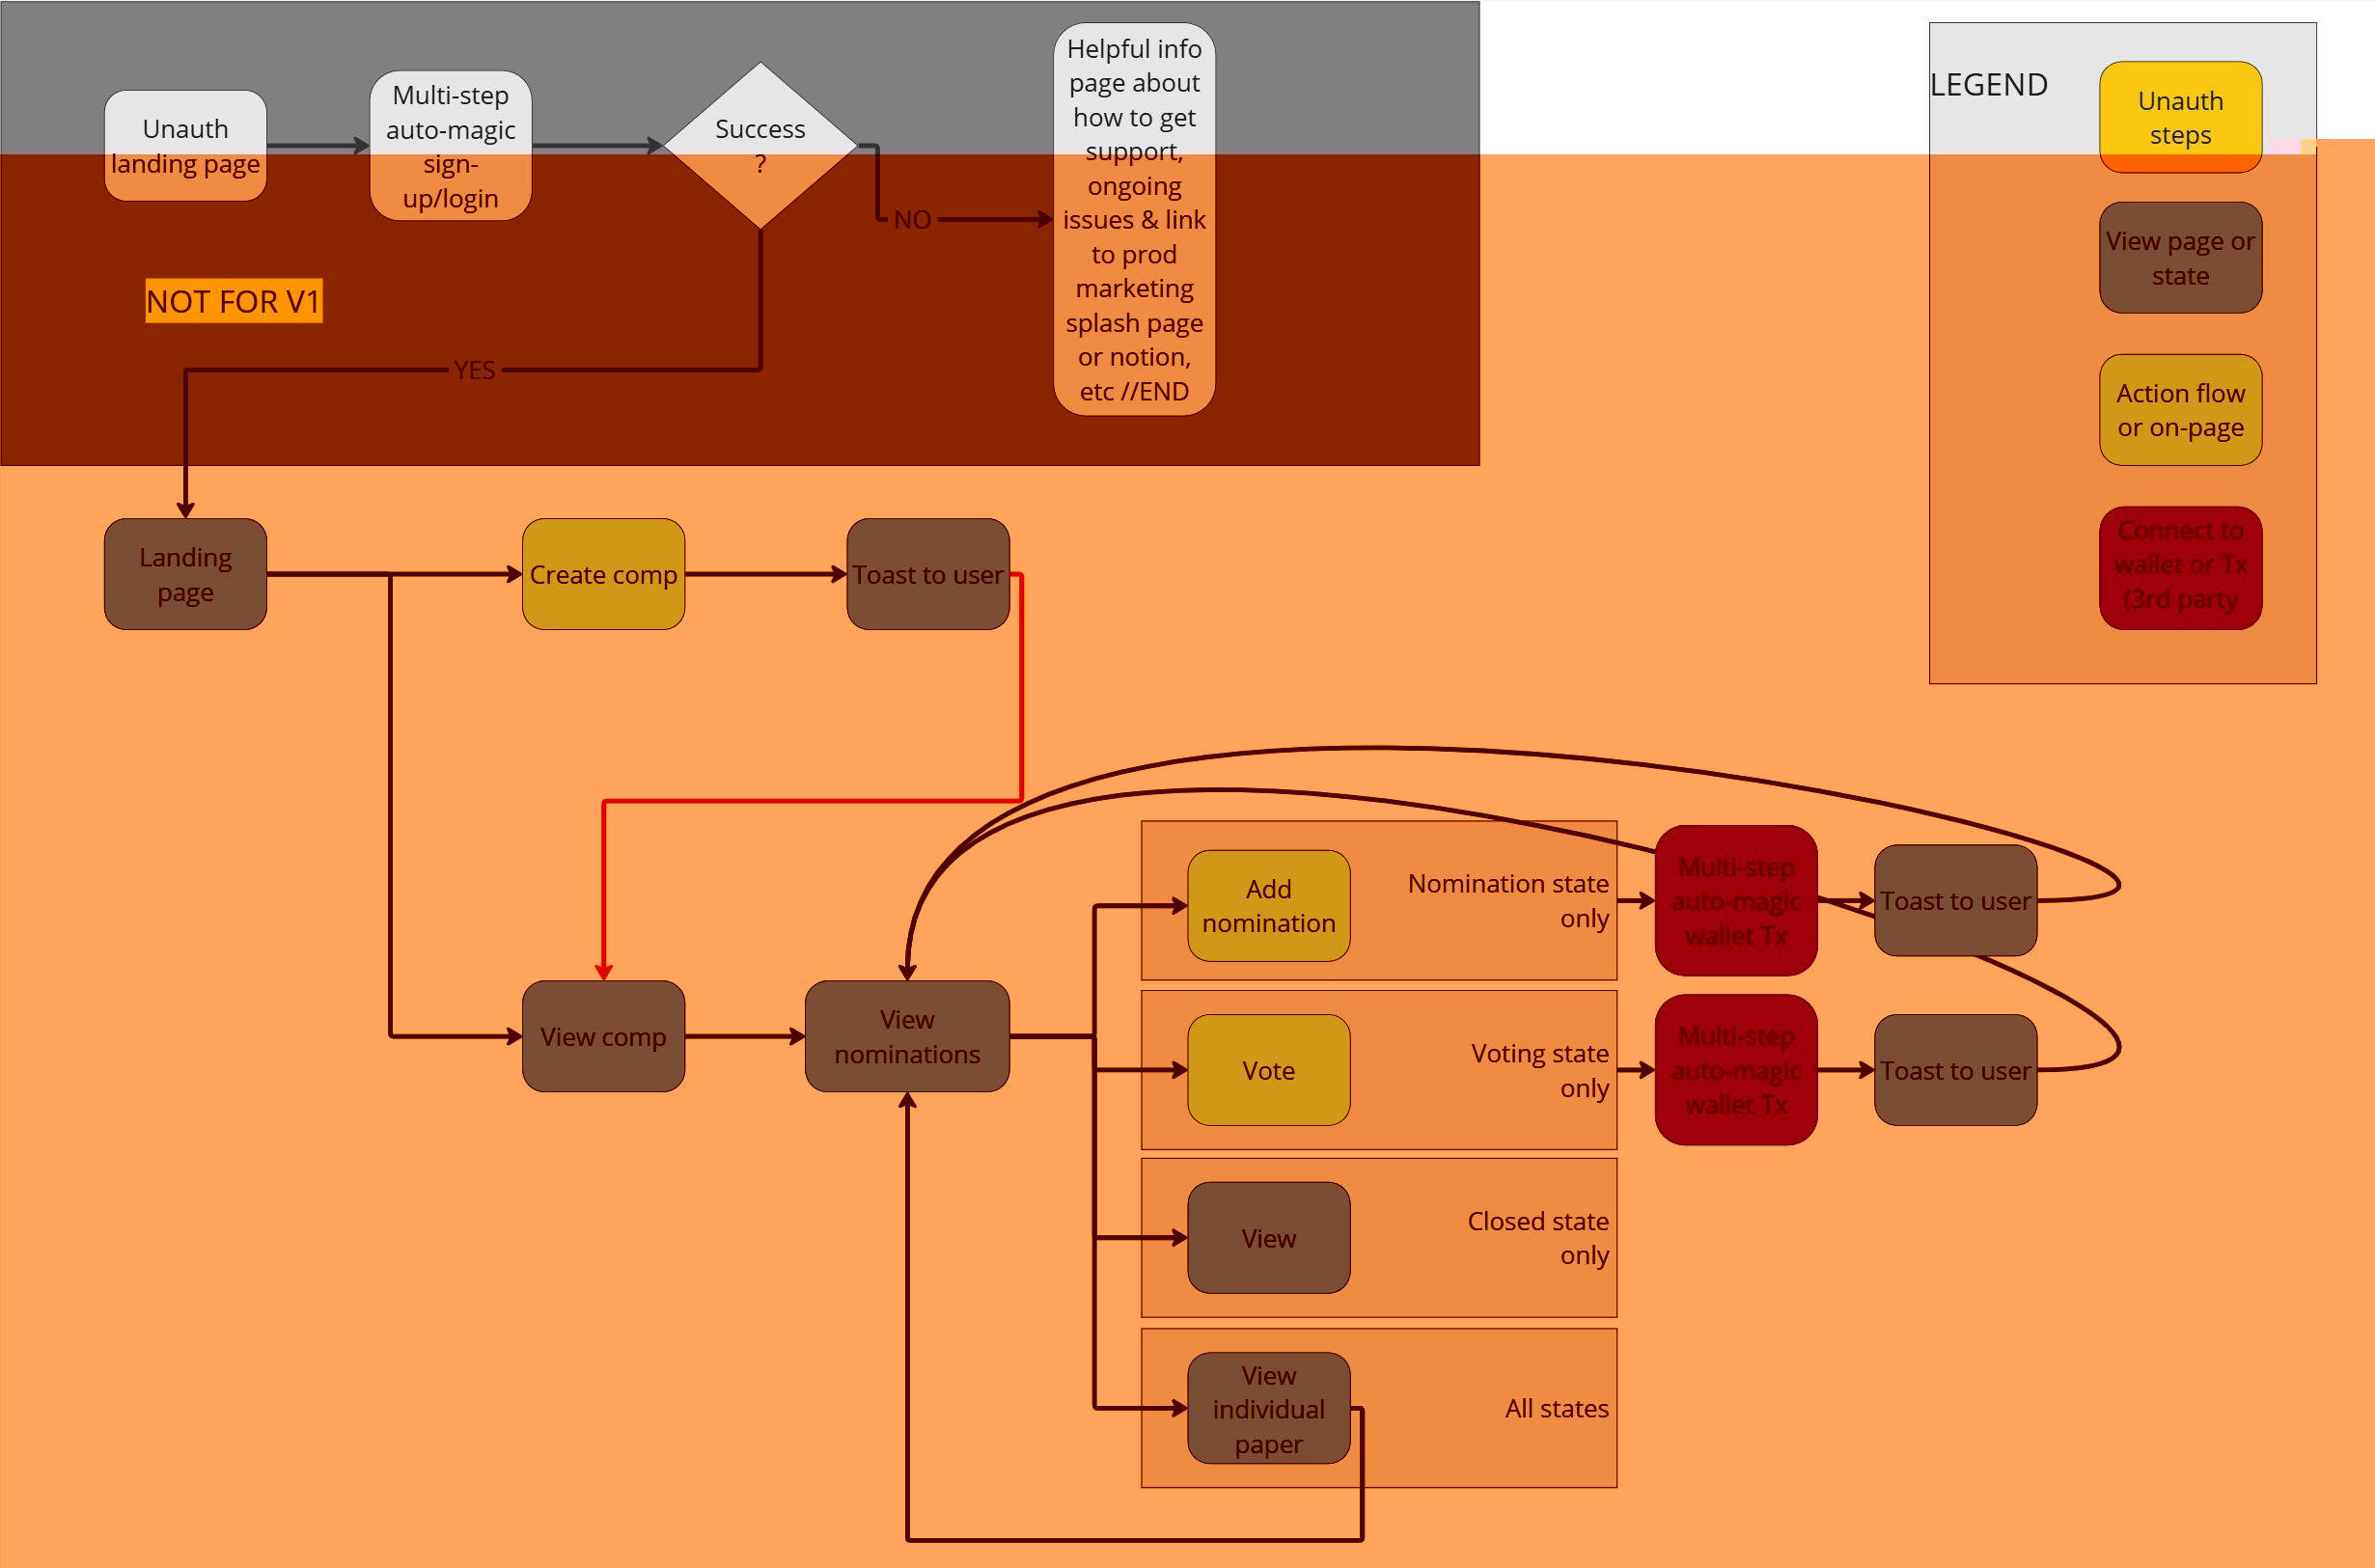 Unauth
landing page
Multi-step
auto-magic
sign-
up/login
Success
?
NO
Helpful info
page about
how to get
support,
ongoing
issues & link
to prod
marketing
splash page
or notion,
etc //END
NOT FOR V1
YES
LEGEND
Unauth
steps
View page or
state
Action flow
or on-page
Connect to
wallet or Tx
(3rd party
Landing
page
Create comp
Toast to user
View comp
View
nominations
Add
nomination
Nomination state
only
Multi-step
auto-magic
wallet Tx
Toast to user
Vote
Voting state
only
Multi-step
auto-magic
wallet Tx
Toast to user
View
Closed state
only
View
individual
paper
All states